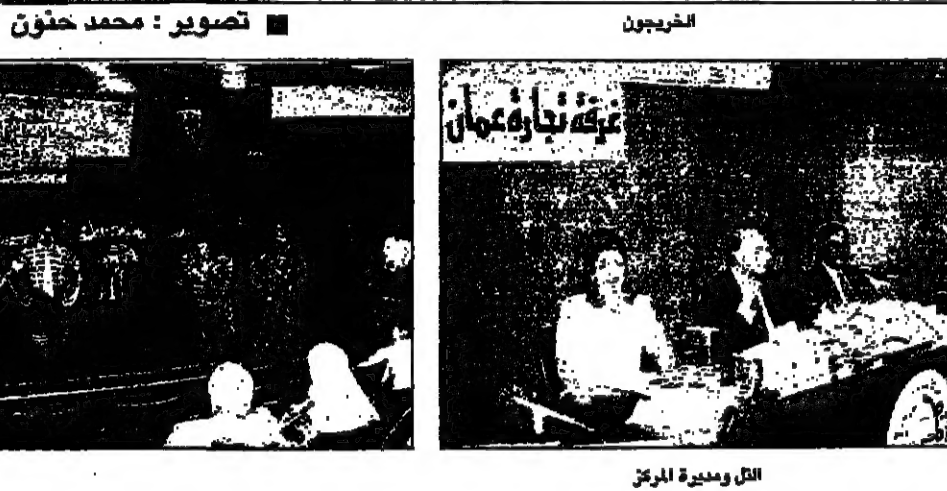 الخريجون
■ تصوير : محمد حنون
غرفة تجارة عمان
التل ومديرة المركز